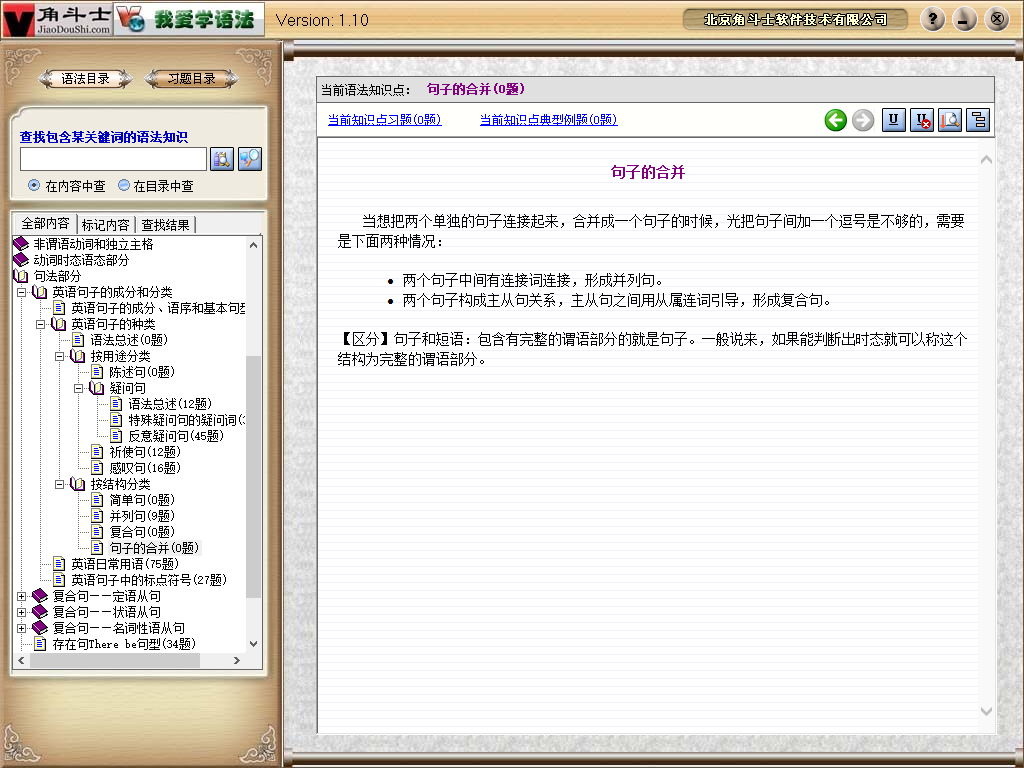 角斗士
JiaoDouShi.com
我爱学语法
Version: 1.10
北京角斗士软件技术有限公司
语法目录
习题目录
查找包含某关键词的语法知识
在内容中查
在目录中查
全部内容
标记内容
查找结果
非谓语动词和独立主格
动词时态语态部分
句法部分
英语句子的成分和分类
英语句子的成分、语序和基本句型
英语句子的种类
语法总述(0题)
按用途分类
陈述句(0题)
疑问句
语法总述(12题)
特殊疑问句的疑问词(
反意疑问句(45题)
祈使句(12题)
感叹句(16题)
按结构分类
简单句(0题)
并列句(9题)
复合句(0题)
句子的合并(0题)
英语日常用语(75题)
英语句子中的标点符号(27题)
复合句－－定语从句
复合句－－状语从句
复合句－－名词性语从句
存在句There be句型(34题)
当前语法知识点： 句子的合并(0题)
当前知识点习题(0题)
当前知识点典型例题(0题)
句子的合并
当想把两个单独的句子连接起来，合并成一个句子的时候，光把句子间加一个逗号是不够的，需要
是下面两种情况：
● 两个句子中间有连接词连接，形成并列句。
● 两个句子构成主从句关系，主从句之间用从属连词引导，形成复合句。
【区分】句子和短语：包含有完整的谓语部分的就是句子。一般说来，如果能判断出时态就可以称这个
结构为完整的谓语部分。